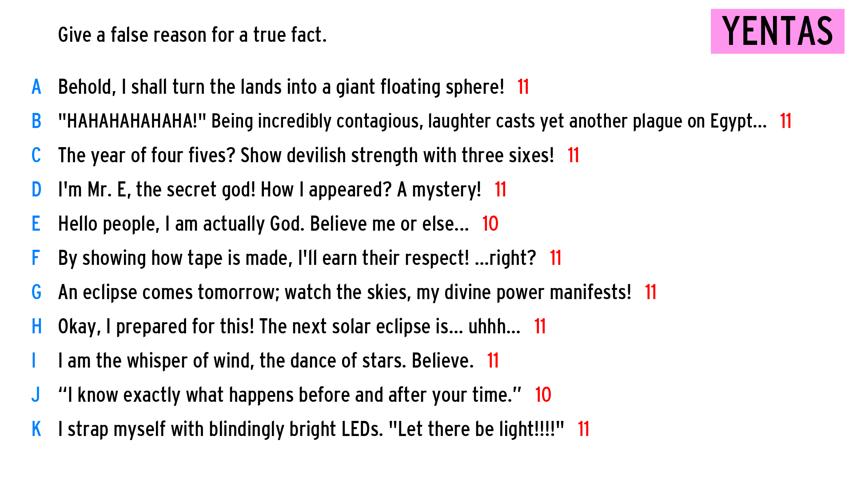 Give a false reason for a true fact.
YENTAS
A Behold, I shall turn the lands into a giant floating sphere! 11
B "HAHAHAHAHAHA!" Being incredibly contagious, laughter casts yet another plague on Egypt... 11
C The year of four fives? Show devilish strength with three sixes! 11
D I'm Mr. E, the secret god! How I appeared? A mystery! 11
E Hello people, I am actually God. Believe me or else... 10
F By showing how tape is made, I'll earn their respect! ...right? 11
G An eclipse comes tomorrow; watch the skies, my divine power manifests! 11
H Okay, I prepared for this! The next solar eclipse is... uhhh... 11
I I am the whisper of wind, the dance of stars. Believe. 11
J “I know exactly what happens before and after your time.” 10
K I strap myself with blindingly bright LEDs. "Let there be light!!!!" 11